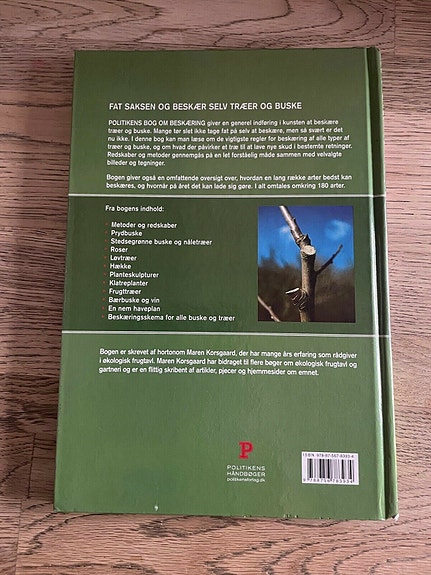 FAT SAKSEN OG BESKÆR SELV TRÆER OG BUSKE
POLITIKENS BOG OM BESKÆRING giver en generel indføring i kunsten at beskære
træer og buske. Mange tør slet ikke tage fat på selv at beskære, men så svært er det
nu ikke. I denne bog kan man læse om de vigtigste regler for beskæring af alle typer af
træer og buske, og om hvad der påvirker et træ til at lave nye skud i bestemte retninger.
Redskaber og metoder gennemgås på en let forståelig måde sammen med velvalgte
billeder og tegninger.
Bogen giver også en omfattende oversigt over, hvordan en lang række arter bedst kan
beskæres, og hvornår på året det kan lade sig gøre. I alt omtales omkring 180 arter.
Fra bogens indhold:
• Metoder og redskaber
• Prydbuske
• Stedsegrønne buske og nåletræer
• Roser
• Løvtræer
• Hække
• Planteskulpturer
• Klatreplanter
• Frugttræer
• Bærbuske og vin
• En nem haveplan
• Beskæringsskema for alle buske og træer
Bogen er skrevet af hortonom Maren Korsgaard, der har mange års erfaring som rådgiver
i økologisk frugtavl. Maren Korsgaard har bidraget til flere bøger om økologisk frugtavl og
gartneri og er en flittig skribent af artikler, pjecer og hjemmesider om emnet.
P
POLITIKENS
HÅNDBØGER
politikensforlag.dk